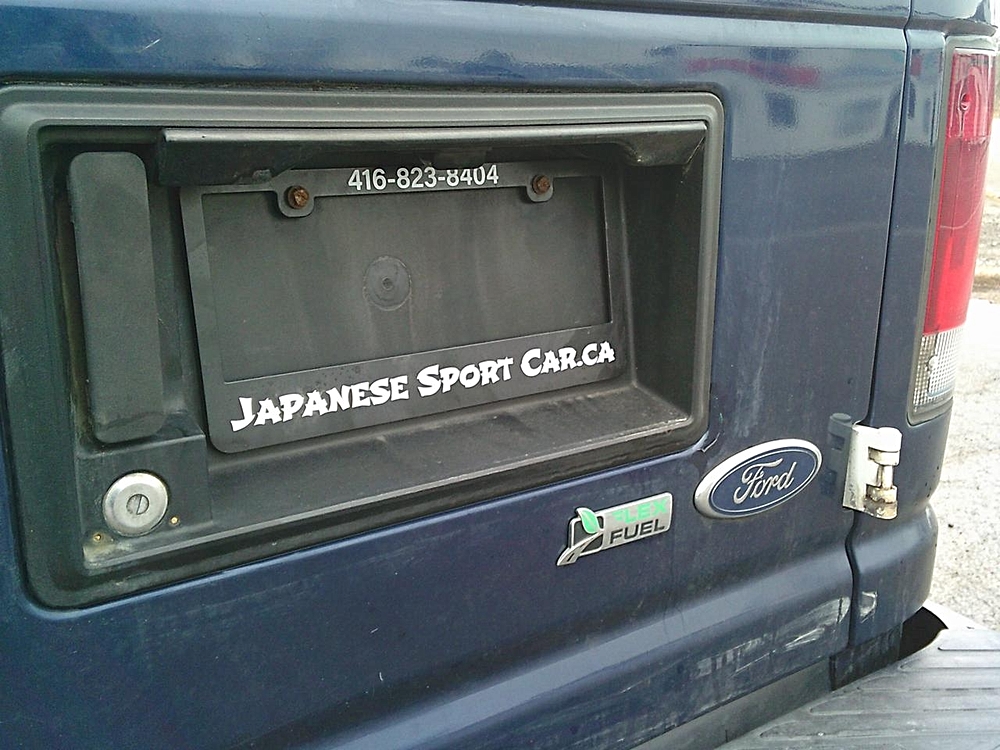 416-823-8404
JAPANESE SPORT CAR.CA
Ford
FLEX
FUEL